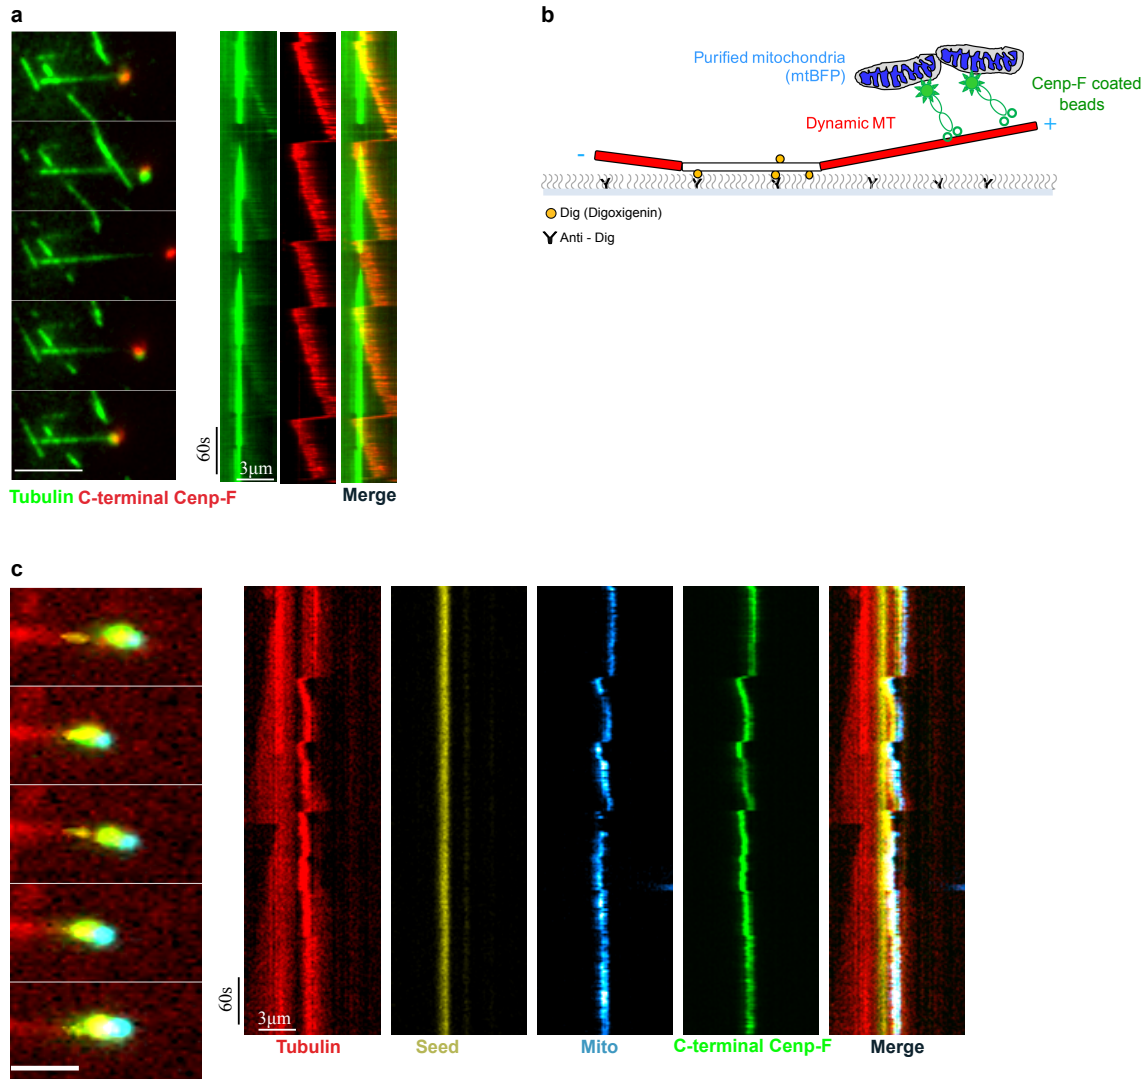 a
60s
3μm
Tubulin C-terminal Cenp-F
Merge
b
Purified mitochondria
(mtBFP)
Cenp-F coated
beads
Dynamic MT
+
-
Dig (Digoxigenin)
Anti - Dig
c
60s
3μm
Tubulin
Seed
Mito
C-terminal Cenp-F
Merge